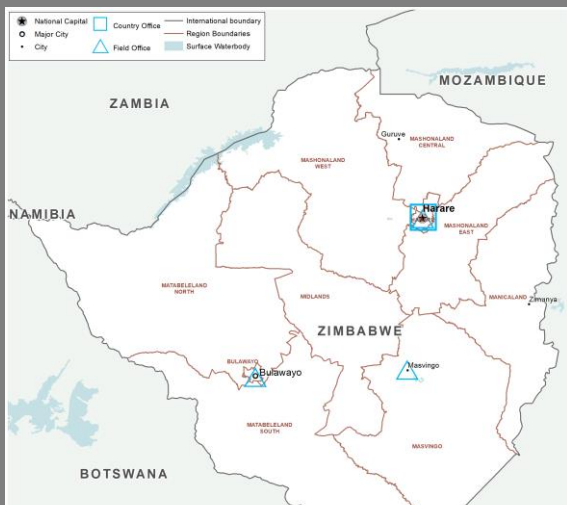 National Capital
Country Office
International boundary
Major City
Region Boundaries
City
Field Office
Surface Waterbody
MOZAMBIQUE
ZAMBIA
Guruve
MASHONALAND
CENTRAL
MASHONALAND
WEST
NAMIBIA
Harare
MASHONALAND
EAST
MATABELELAND
NORTH
MIDLANDS
MANICALAND
Zimunya
ZIMBABWE
BULAWAYO
Bulawayo
Masvingo
MATABELELAND
SOUTH
MASVINGO
BOTSWANA